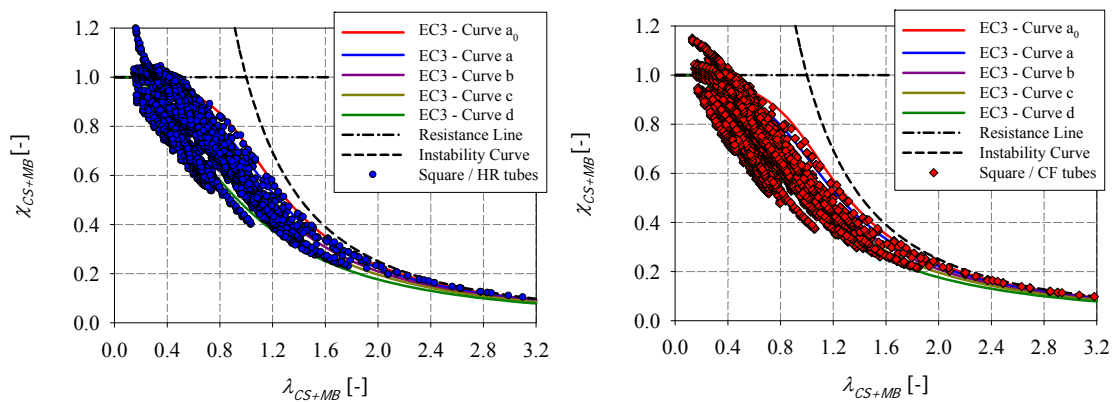 1.2
1.0
0.8
0.6
0.4
0.2
0.0
χCS+MB [-]
EC3 - Curve a0
EC3 - Curve a
EC3 - Curve b
EC3 - Curve c
EC3 - Curve d
Resistance Line
Instability Curve
Square / HR tubes
0.0 0.4 0.8 1.2 1.6 2.0 2.4 2.8 3.2
λCS+MB [-]
1.2
1.0
0.8
0.6
0.4
0.2
0.0
χCS+MB [-]
EC3 - Curve a0
EC3 - Curve a
EC3 - Curve b
EC3 - Curve c
EC3 - Curve d
Resistance Line
Instability Curve
Square / CF tubes
0.0 0.4 0.8 1.2 1.6 2.0 2.4 2.8 3.2
λCS+MB [-]